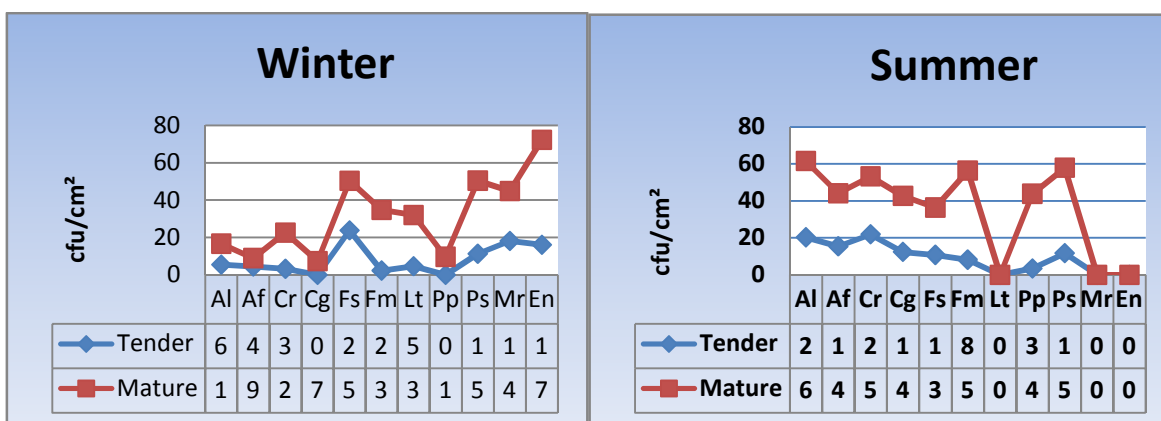 Winter
cfu/cm²
80
60
40
20
0
Al Af Cr Cg Fs Fm Lt Pp Ps Mr En
Tender 6 4 3 0 2 2 5 0 1 1 1
Mature 1 9 2 7 5 3 3 1 5 4 7
Summer
cfu/cm²
80
60
40
20
0
Al Af Cr Cg Fs Fm Lt Pp Ps Mr En
Tender 2 1 2 1 1 8 0 3 1 0 0
Mature 6 4 5 4 3 5 0 4 5 0 0